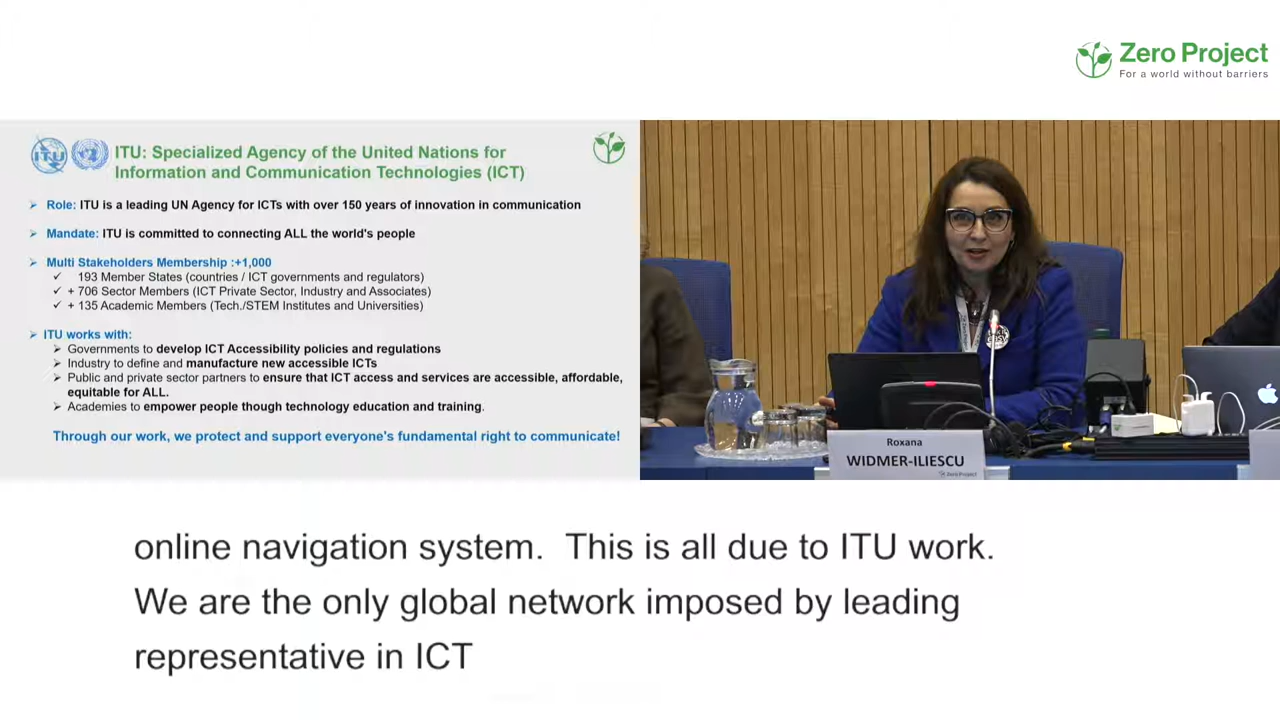 Zero Project
For a world without barriers
ITU: Specialized Agency of the United Nations for
Information and Communication Technologies (ICT)
Role: ITU is a leading UN Agency for ICTs with over 150 years of innovation in communication
Mandate: ITU is committed to connecting ALL the world's people
Multi Stakeholders Membership :+1,000
193 Member States (countries / ICT governments and regulators)
+ 706 Sector Members (ICT Private Sector, Industry and Associates)
+ 135 Academic Members (Tech./STEM Institutes and Universities)
ITU works with:
Governments to develop ICT Accessibility policies and regulations
Industry to define and manufacture new accessible ICTs
Public and private sector partners to ensure that ICT access and services are accessible, affordable,
equitable for ALL.
Academies to empower people though technology education and training.
Through our work, we protect and support everyone's fundamental right to communicate!
ITU
Roxana
WIDMER-ILIESCU
Zero Project
online navigation system. This is all due to ITU work.
We are the only global network imposed by leading
representative in ICT